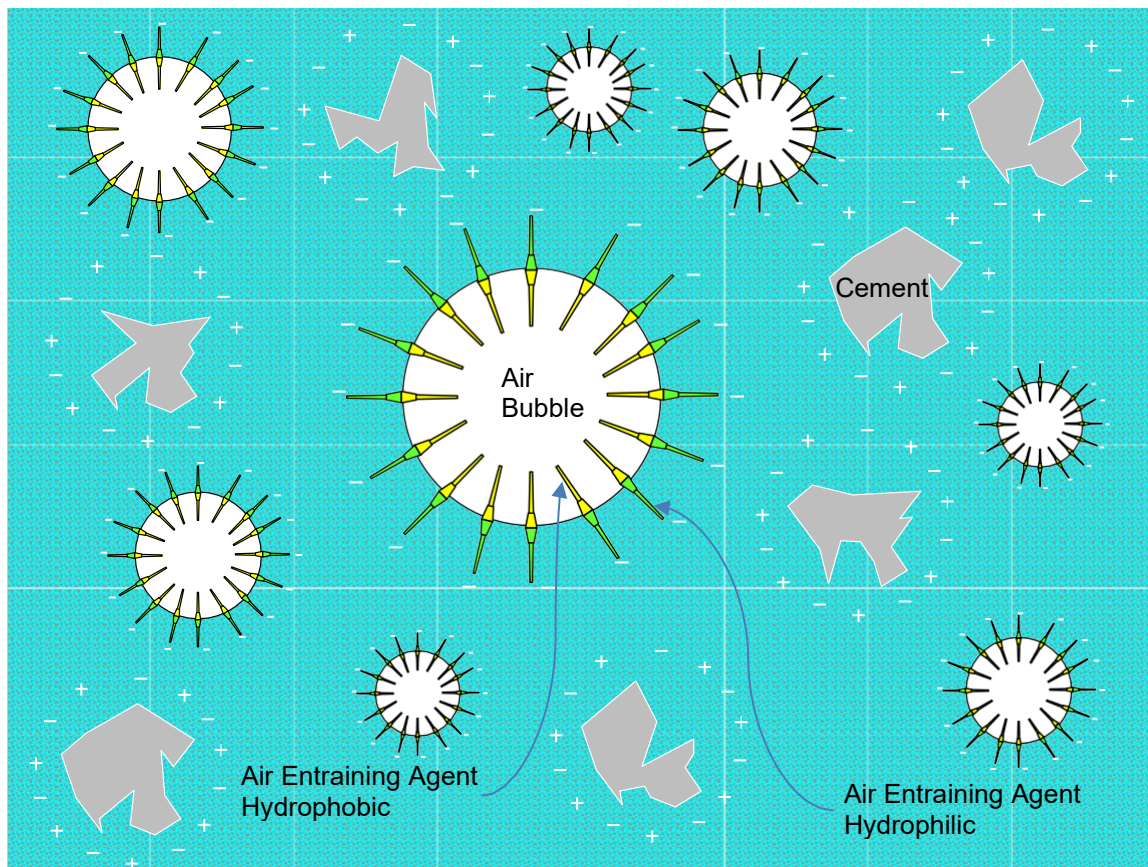 Cement
Air
Bubble
Air Entraining Agent
Hydrophobic
Air Entraining Agent
Hydrophilic